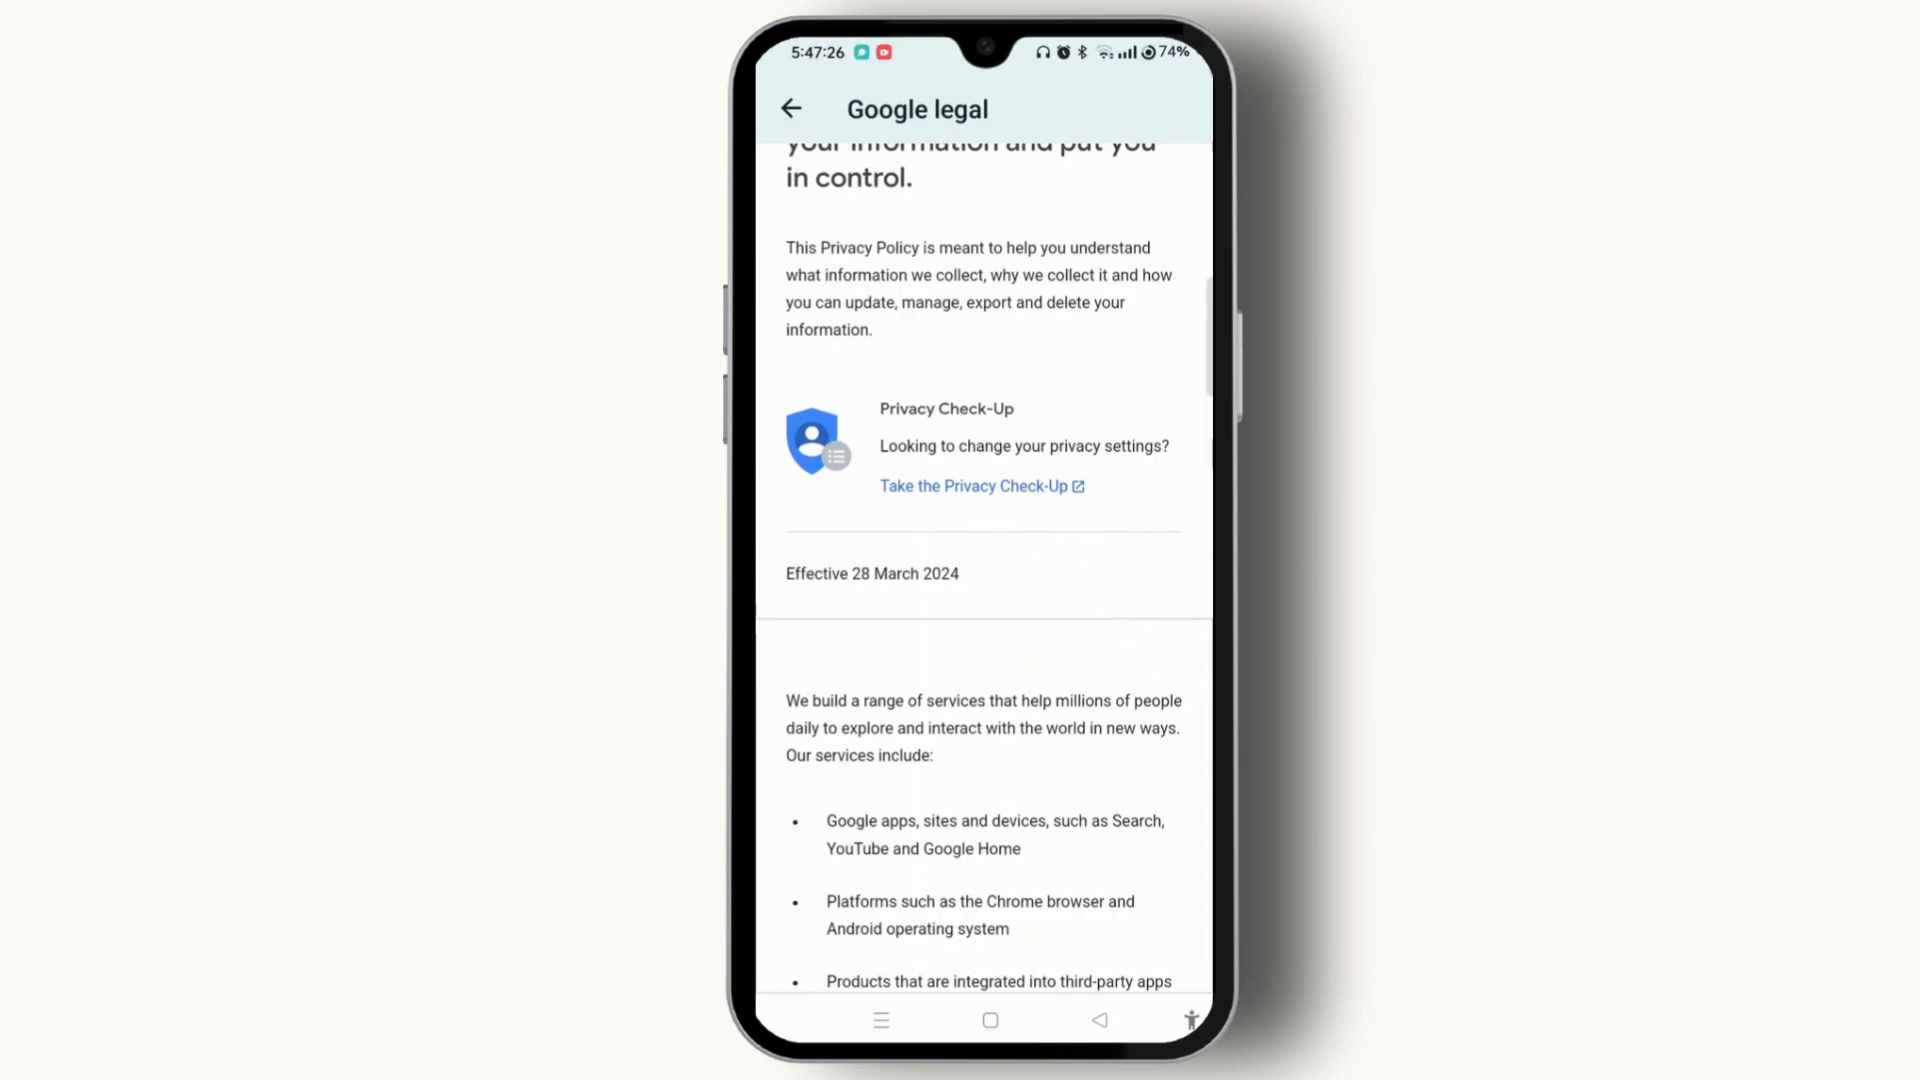 5:47:26
74%
Google legal
your information and put you
in control.
This Privacy Policy is meant to help you understand
what information we collect, why we collect it and how
you can update, manage, export and delete your
information.
Privacy Check-Up
Looking to change your privacy settings?
Take the Privacy Check-Up
Effective 28 March 2024
We build a range of services that help millions of people
daily to explore and interact with the world in new ways.
Our services include:
• Google apps, sites and devices, such as Search,
YouTube and Google Home
• Platforms such as the Chrome browser and
Android operating system
• Products that are integrated into third-party apps